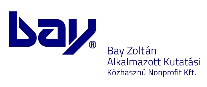 bay®
Bay Zoltán
Alkalmazott Kutatási
Közhasznú Nonprofit Kft.